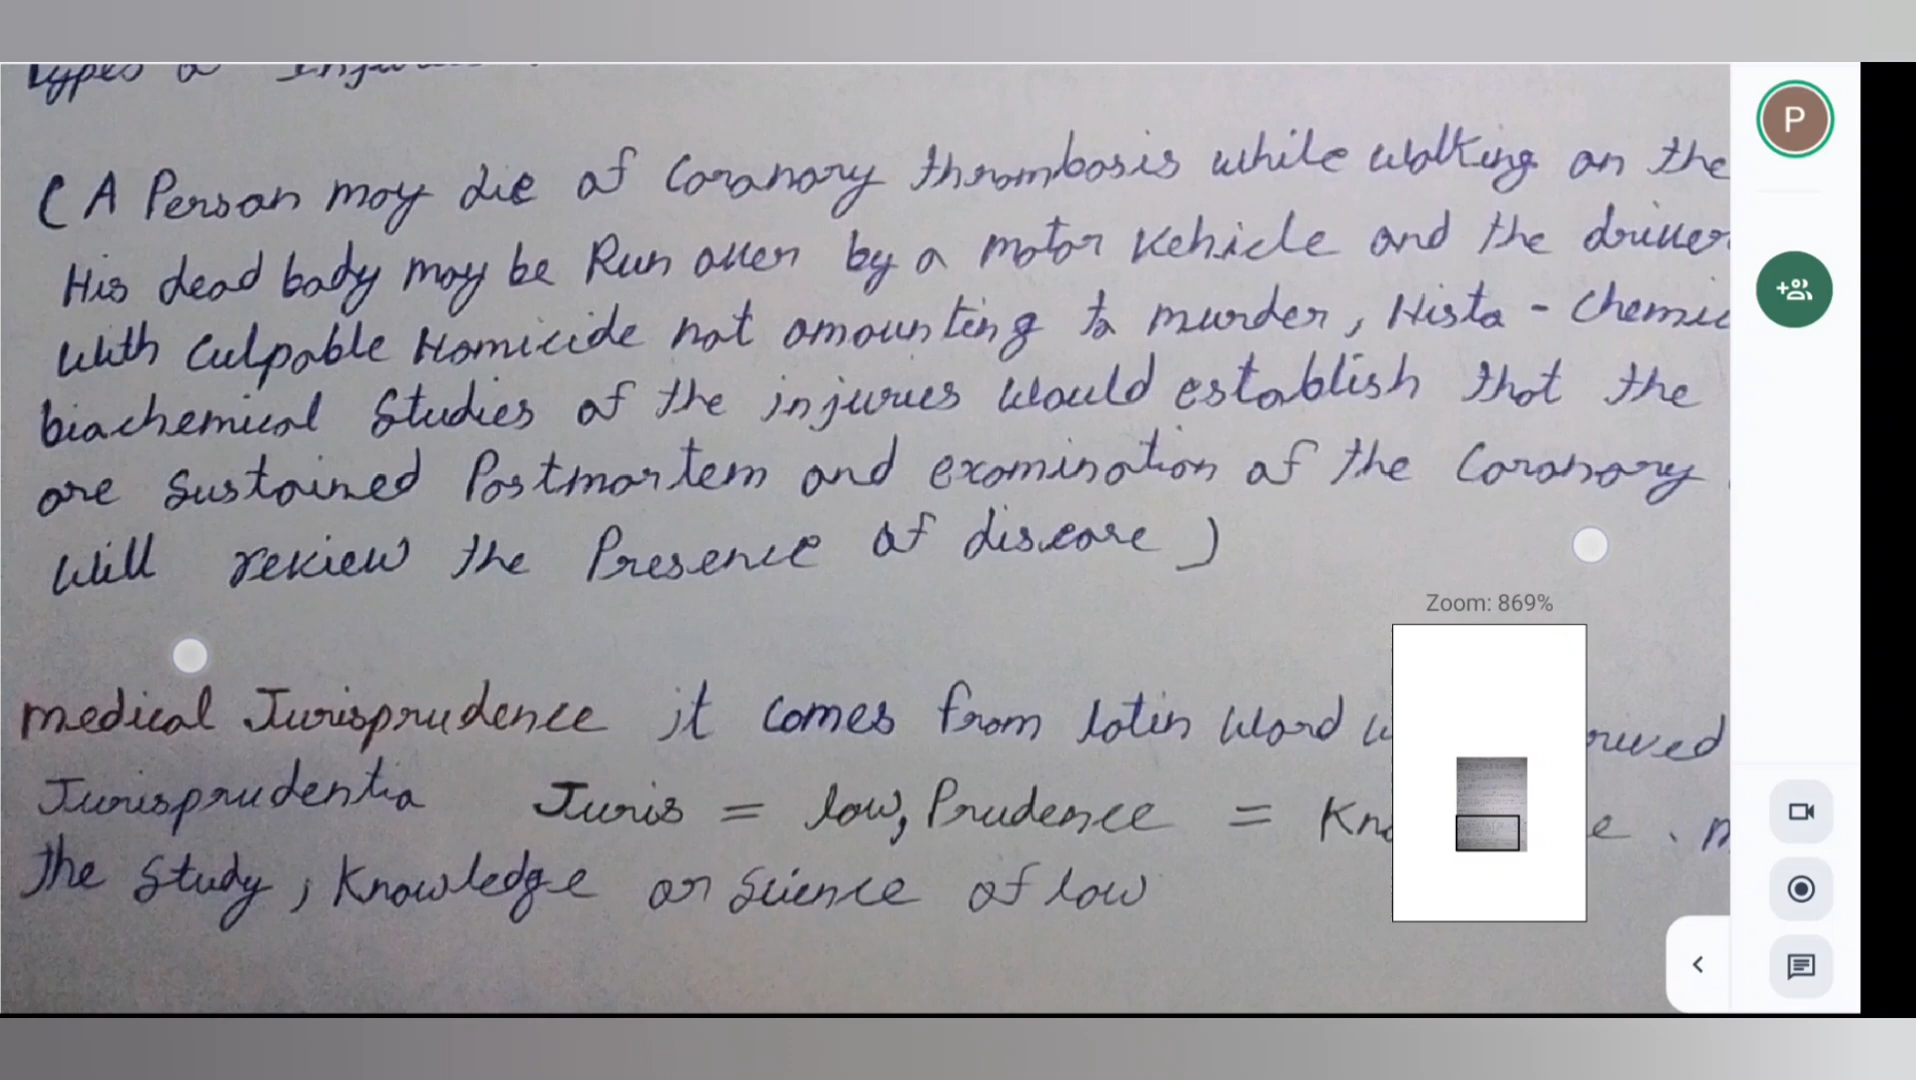 types of Injuries
(A Person may die of Coronary thrombosis while walking on the
His dead body may be Run over by a motor vehicle and the driver
with Culpable Homicide not amounting to murder, Histo - Chemic
biochemical Studies of the injuries would establish that the
are Sustained Postmortem and examination of the Coronary
will review the Presence of disease)
medical Jurisprudence it comes from latin word
Jurisprudentia Juris = law, Prudence =
the Study, Knowledge or Science of law
P
Zoom: 869%